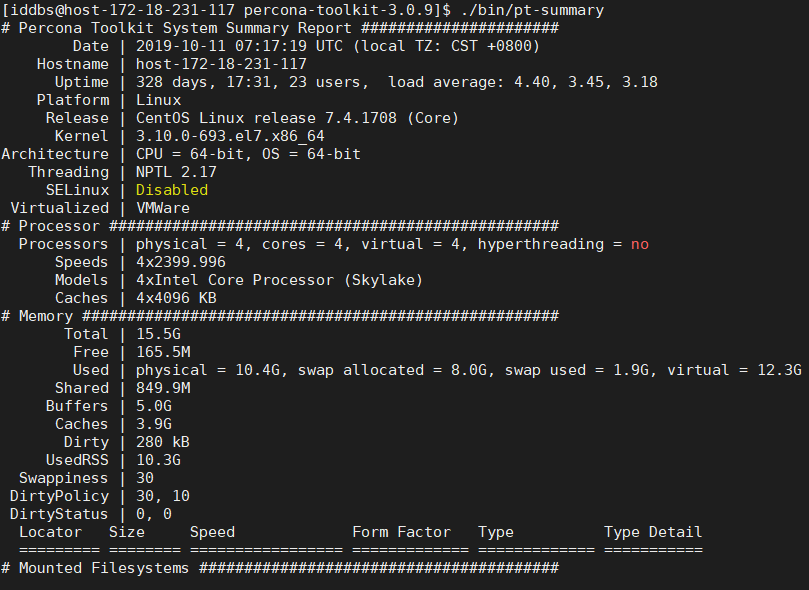 [iddbs@host-172-18-231-117 percona-toolkit-3.0.9]$ ./bin/pt-summary
# Percona Toolkit System Summary Report ######################
        Date | 2019-10-11 07:17:19 UTC (local TZ: CST +0800)
    Hostname | host-172-18-231-117
      Uptime | 328 days, 17:31, 23 users,  load average: 4.40, 3.45, 3.18
    Platform | Linux
     Release | CentOS Linux release 7.4.1708 (Core)
      Kernel | 3.10.0-693.el7.x86_64
Architecture | CPU = 64-bit, OS = 64-bit
   Threading | NPTL 2.17
     SELinux | Disabled
 Virtualized | VMWare
# Processor ##################################################
  Processors | physical = 4, cores = 4, virtual = 4, hyperthreading = no
      Speeds | 4x2399.996
      Models | 4xIntel Core Processor (Skylake)
      Caches | 4x4096 KB
# Memory #####################################################
       Total | 15.5G
        Free | 165.5M
        Used | physical = 10.4G, swap allocated = 8.0G, swap used = 1.9G, virtual = 12.3G
      Shared | 849.9M
     Buffers | 5.0G
      Caches | 3.9G
       Dirty | 280 kB
     UsedRSS | 10.3G
  Swappiness | 30
 DirtyPolicy | 30, 10
 DirtyStatus | 0, 0
  Locator   Size     Speed             Form Factor   Type          Type Detail
  ========= ======== ================= ============= ============= ===========
# Mounted Filesystems ########################################